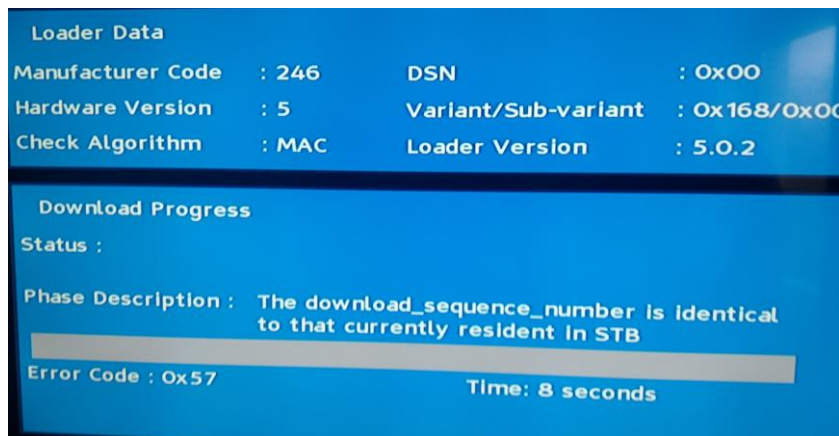 Loader Data
Manufacturer Code : 246 DSN : 0x00
Hardware Version : 5 Variant/Sub-variant : 0x168/0x00
Check Algorithm : MAC Loader Version : 5.0.2
Download Progress
Status :
Phase Description : The download_sequence_number is identical
to that currently resident in STB
Error Code : 0x57 Time: 8 seconds